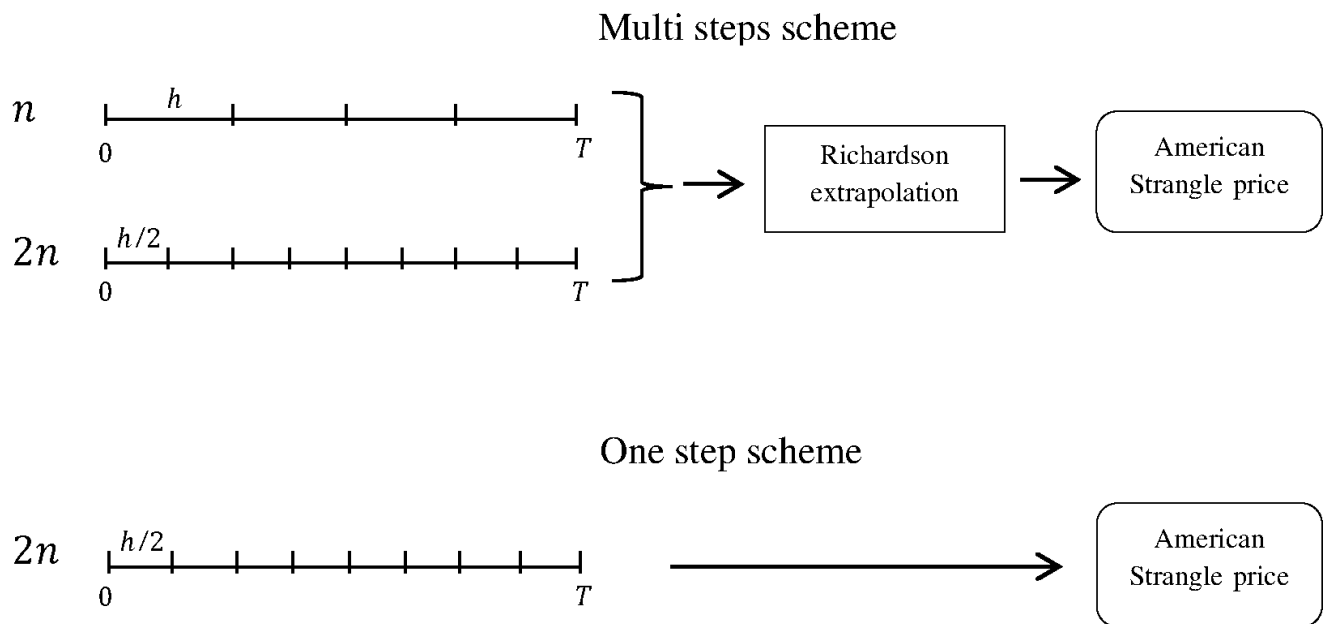 Multi steps scheme
n
h
0
T
Richardson
extrapolation
American
Strangle price
2n
h/2
0
T
One step scheme
2n
h/2
0
T
American
Strangle price